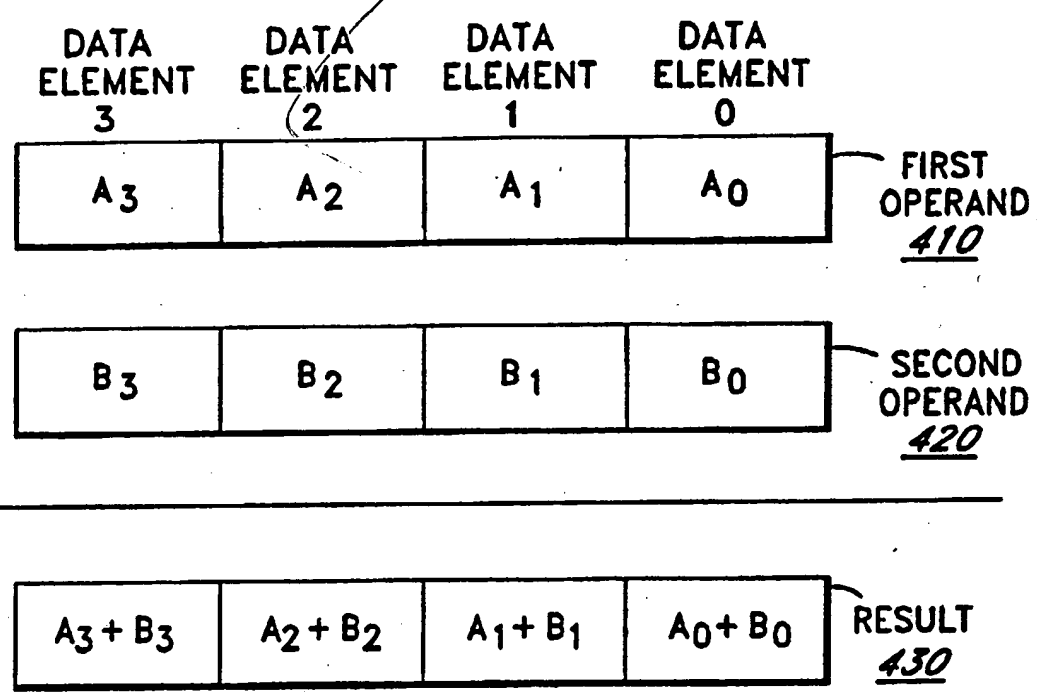 DATA ELEMENT 3
DATA ELEMENT 2
DATA ELEMENT 1
DATA ELEMENT 0
A3 A2 A1 A0
FIRST OPERAND 410
B3 B2 B1 B0
SECOND OPERAND 420
A3+B3 A2+B2 A1+B1 A0+B0
RESULT 430